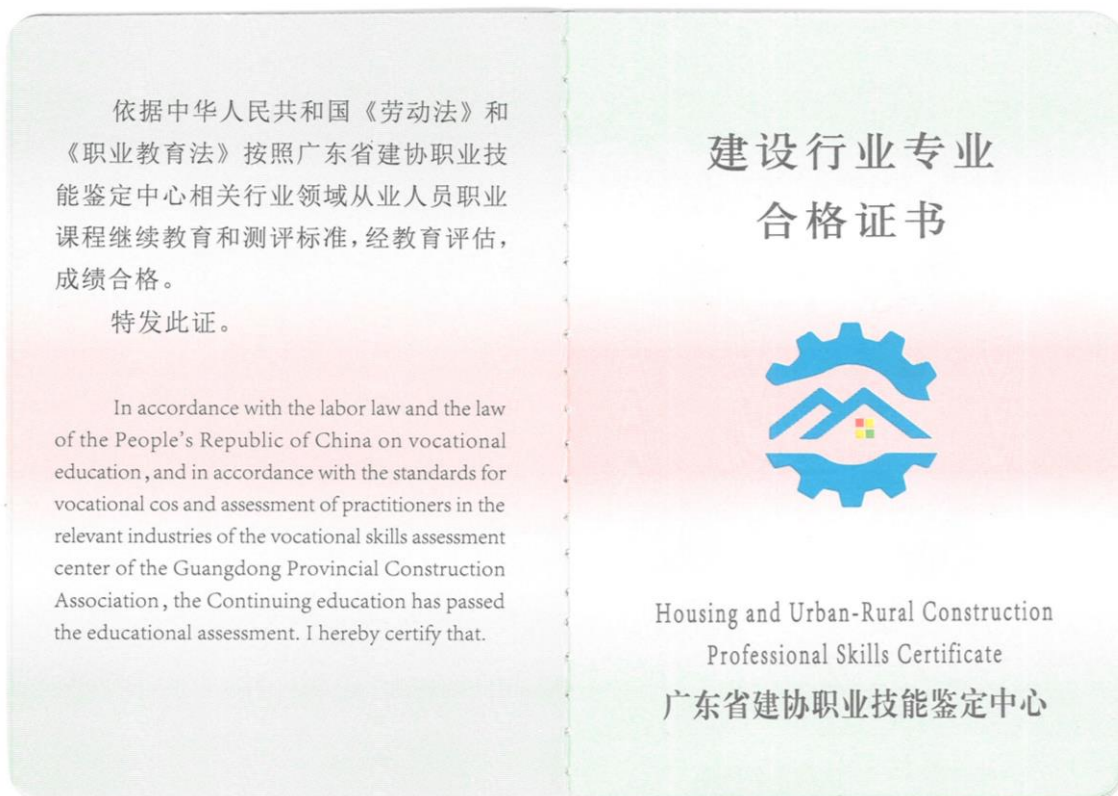 依据中华人民共和国《劳动法》和
《职业教育法》按照广东省建协职业技
能鉴定中心相关行业领域从业人员职业
课程继续教育和测评标准，经教育评估，
成绩合格。
特发此证。
In accordance with the labor law and the law
of the People's Republic of China on vocational
education, and in accordance with the standards for
vocational cos and assessment of practitioners in the
relevant industries of the vocational skills assessment
center of the Guangdong Provincial Construction
Association, the Continuing education has passed
the educational assessment. I hereby certify that.
建设行业专业
合格证书
Housing and Urban-Rural Construction
Professional Skills Certificate
广东省建协职业技能鉴定中心